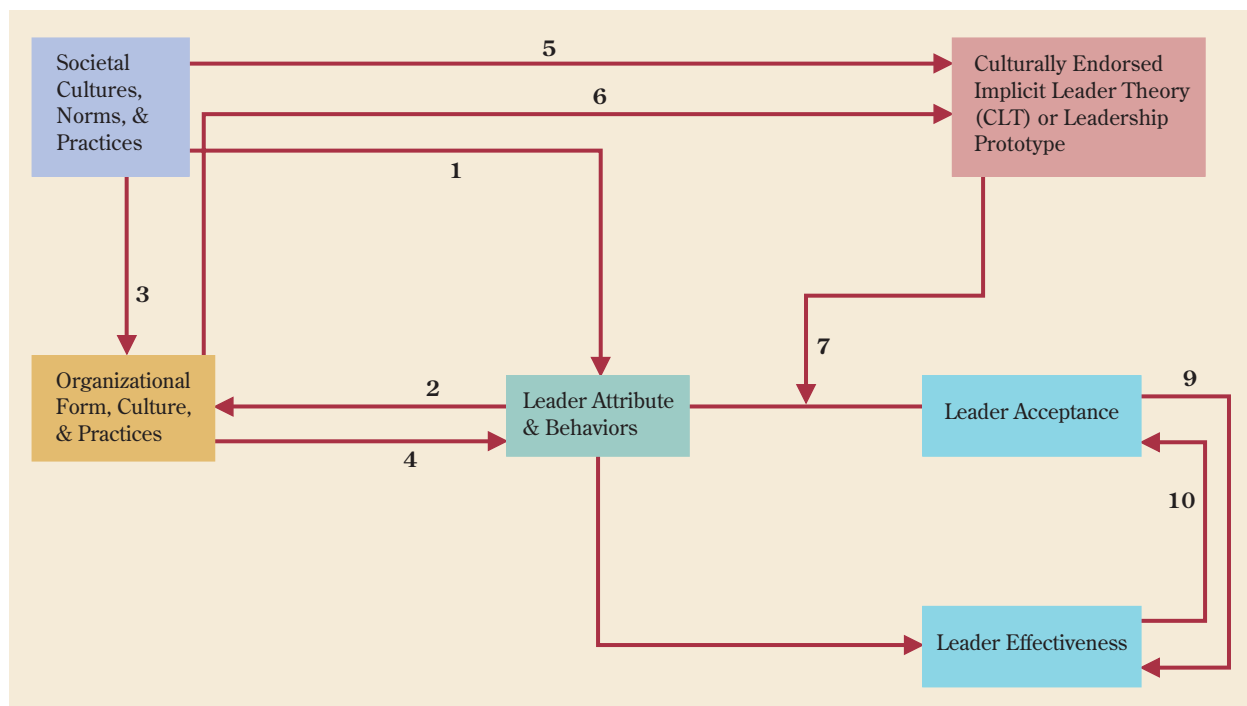 Societal
Cultures,
Norms, &
Practices
5
6
1
Culturally Endorsed
Implicit Leader Theory
(CLT) or Leadership
Prototype
3
7
Organizational
Form, Culture,
& Practices
2
4
Leader Attribute
& Behaviors
Leader Acceptance
9
10
Leader Effectiveness